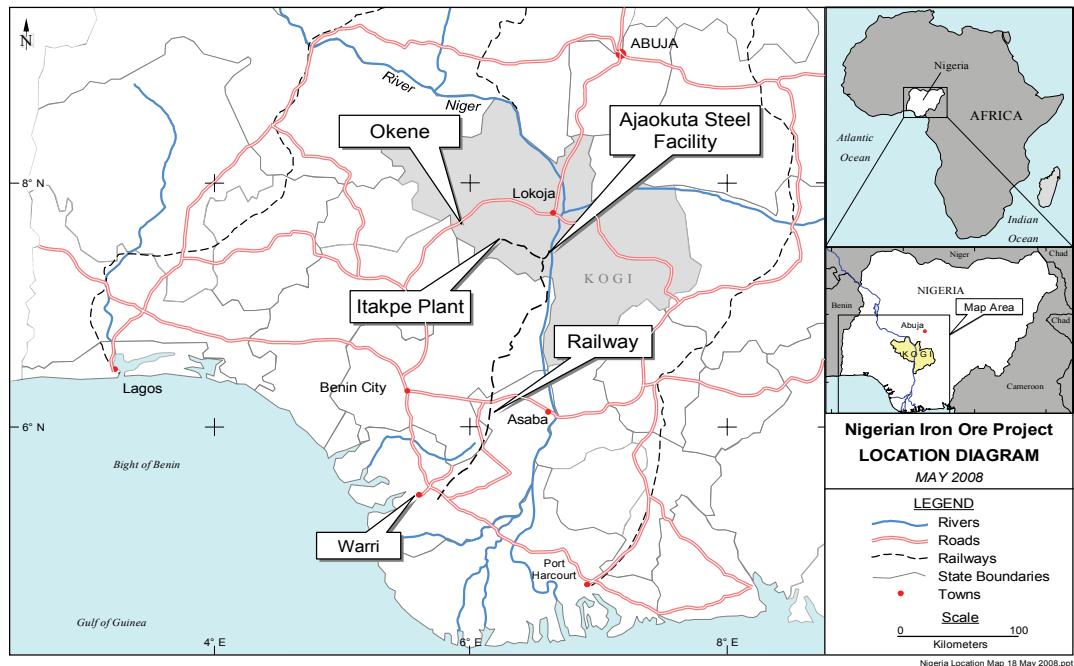 N
ABUJA
River
Niger
Okene
Ajaokuta Steel
Facility
8° N
Lokoja
KOGI
Itakpe Plant
Railway
Lagos
Benin City
Asaba
6° N
Bight of Benin
Warri
Port
Harcourt
Gulf of Guinea
4° E
6° E
8° E
Nigeria
AFRICA
Atlantic
Ocean
Indian
Ocean
Niger
Chad
NIGERIA
Map Area
Benin
Abuja
Chad
KOGI
Cameroon
Nigerian Iron Ore Project
LOCATION DIAGRAM
MAY 2008
LEGEND
Rivers
Roads
Railways
State Boundaries
Towns
Scale
0 100
Kilometers
Nigeria Location Map 18 May 2008.ppt